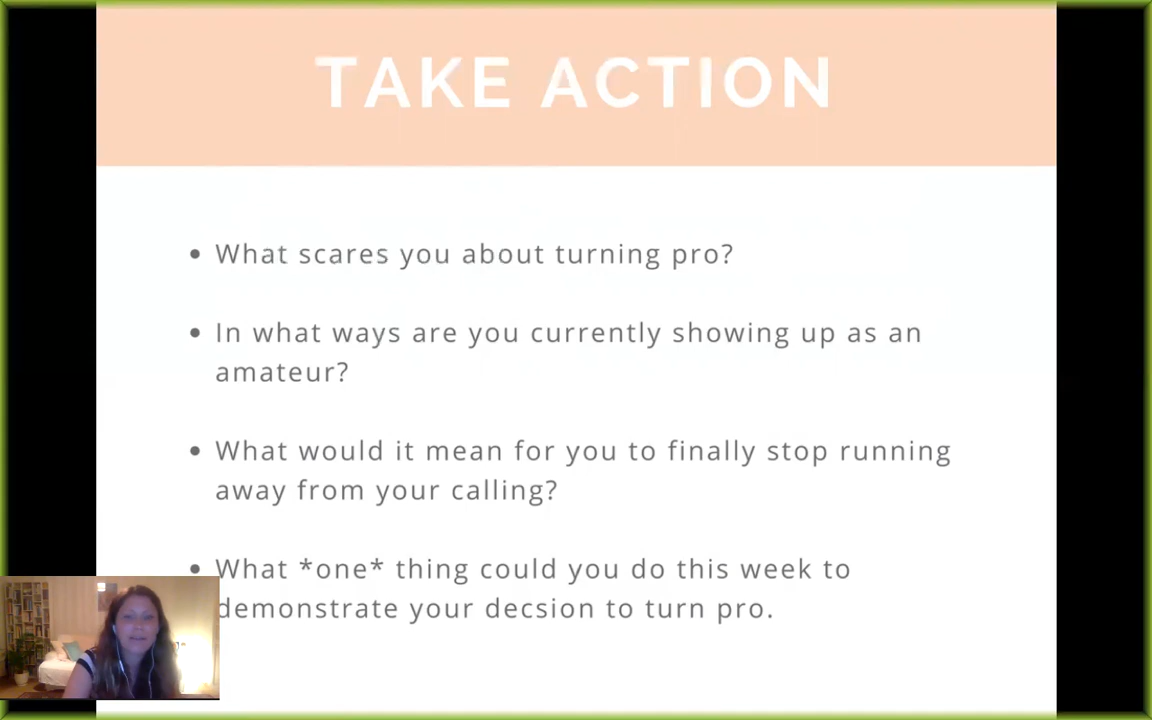 TAKE ACTION
• What scares you about turning pro?
• In what ways are you currently showing up as an
amateur?
• What would it mean for you to finally stop running
away from your calling?
• What *one* thing could you do this week to
demonstrate your decsion to turn pro.